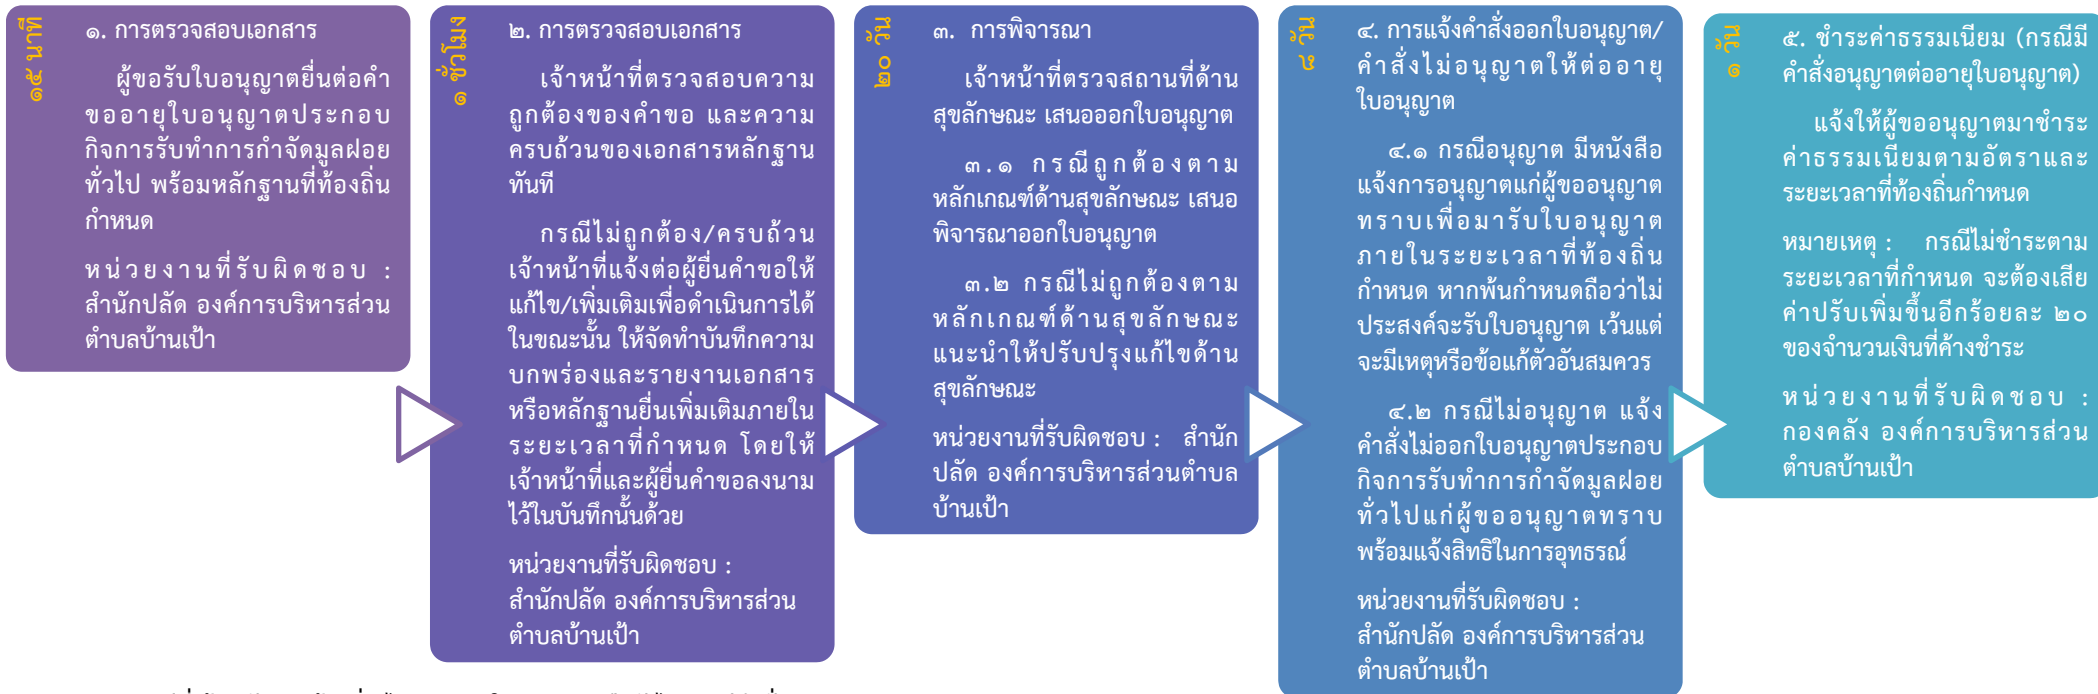 ๑๕ นาที
๑. การตรวจสอบเอกสาร
ผู้ขอรับใบอนุญาตยื่นต่อคำ
ขออายุใบอนุญาตประกอบ
กิจการรับทำการกำจัดมูลฝอย
ทั่วไป พร้อมหลักฐานที่ท้องถิ่น
กำหนด
หน่วยงานที่รับผิดชอบ :
สำนักปลัด องค์การบริหารส่วน
ตำบลบ้านเป้า
๑ ชั่วโมง
๒. การตรวจสอบเอกสาร
เจ้าหน้าที่ตรวจสอบความ
ถูกต้องของคำขอ และความ
ครบถ้วนของเอกสารหลักฐาน
ทันที
กรณีไม่ถูกต้อง/ครบถ้วน
เจ้าหน้าที่แจ้งต่อผู้ยื่นคำขอให้
แก้ไข/เพิ่มเติมเพื่อดำเนินการได้
ในขณะนั้น ให้จัดทำบันทึกความ
บกพร่องและรายงานเอกสาร
หรือหลักฐานยื่นเพิ่มเติมภายใน
ระยะเวลาที่กำหนด โดยให้
เจ้าหน้าที่และผู้ยื่นคำขอลงนาม
ไว้ในบันทึกนั้นด้วย
หน่วยงานที่รับผิดชอบ :
สำนักปลัด องค์การบริหารส่วน
ตำบลบ้านเป้า
๒๐ วัน
๓. การพิจารณา
เจ้าหน้าที่ตรวจสถานที่ด้าน
สุขลักษณะ เสนอออกใบอนุญาต
๓.๑ กรณีถูกต้องตาม
หลักเกณฑ์ด้านสุขลักษณะ เสนอ
พิจารณาออกใบอนุญาต
๓.๒ กรณีไม่ถูกต้องตาม
หลักเกณฑ์ด้านสุขลักษณะ
แนะนำให้ปรับปรุงแก้ไขด้าน
สุขลักษณะ
หน่วยงานที่รับผิดชอบ : สำนัก
ปลัด องค์การบริหารส่วนตำบล
บ้านเป้า
๘ วัน
๔. การแจ้งคำสั่งออกใบอนุญาต/
คำสั่งไม่อนุญาตให้ต่ออายุ
ใบอนุญาต
๔.๑ กรณีอนุญาต มีหนังสือ
แจ้งการอนุญาตแก่ผู้ขออนุญาต
ทราบเพื่อมารับใบอนุญาต
ภายในระยะเวลาที่ท้องถิ่น
กำหนด หากพ้นกำหนดถือว่าไม่
ประสงค์จะรับใบอนุญาต เว้นแต่
จะมีเหตุหรือข้อแก้ตัวอันสมควร
๔.๒ กรณีไม่อนุญาต แจ้ง
คำสั่งไม่ออกใบอนุญาตประกอบ
กิจการรับทำการกำจัดมูลฝอย
ทั่วไปแก่ผู้ขออนุญาตทราบ
พร้อมแจ้งสิทธิในการอุทธรณ์
หน่วยงานที่รับผิดชอบ :
สำนักปลัด องค์การบริหารส่วน
ตำบลบ้านเป้า
๑ วัน
๕. ชำระค่าธรรมเนียม (กรณีมี
คำสั่งอนุญาตต่ออายุใบอนุญาต)
แจ้งให้ผู้ขออนุญาตมาชำระ
ค่าธรรมเนียมตามอัตราและ
ระยะเวลาที่ท้องถิ่นกำหนด
หมายเหตุ : กรณีไม่ชำระตาม
ระยะเวลาที่กำหนด จะต้องเสีย
ค่าปรับเพิ่มขึ้นอีกร้อยละ ๒๐
ของจำนวนเงินที่ค้างชำระ
หน่วยงานที่รับผิดชอบ :
กองคลัง องค์การบริหารส่วน
ตำบลบ้านเป้า